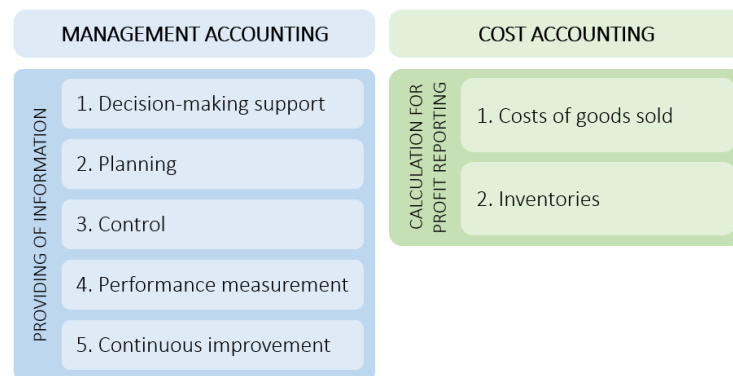 MANAGEMENT ACCOUNTING
PROVIDING OF INFORMATION
1. Decision-making support
2. Planning
3. Control
4. Performance measurement
5. Continuous improvement
COST ACCOUNTING
CALCULATION FOR
PROFIT REPORTING
1. Costs of goods sold
2. Inventories